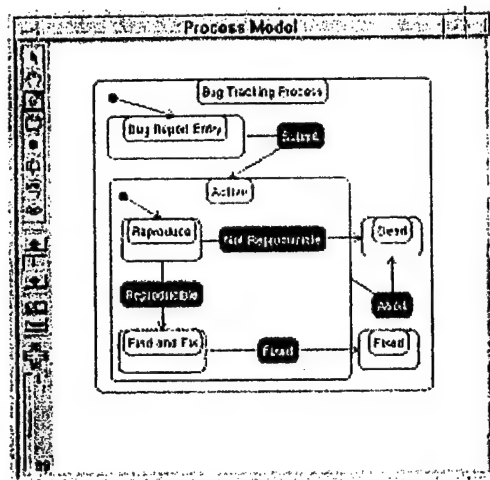 Process Model
Bug Tracking Process
Bug Report Entry
Submit
Active
Reproduce
Not Reproducible
Dead
Reproducible
Abort
Find and Fix
Fixed
Fixed